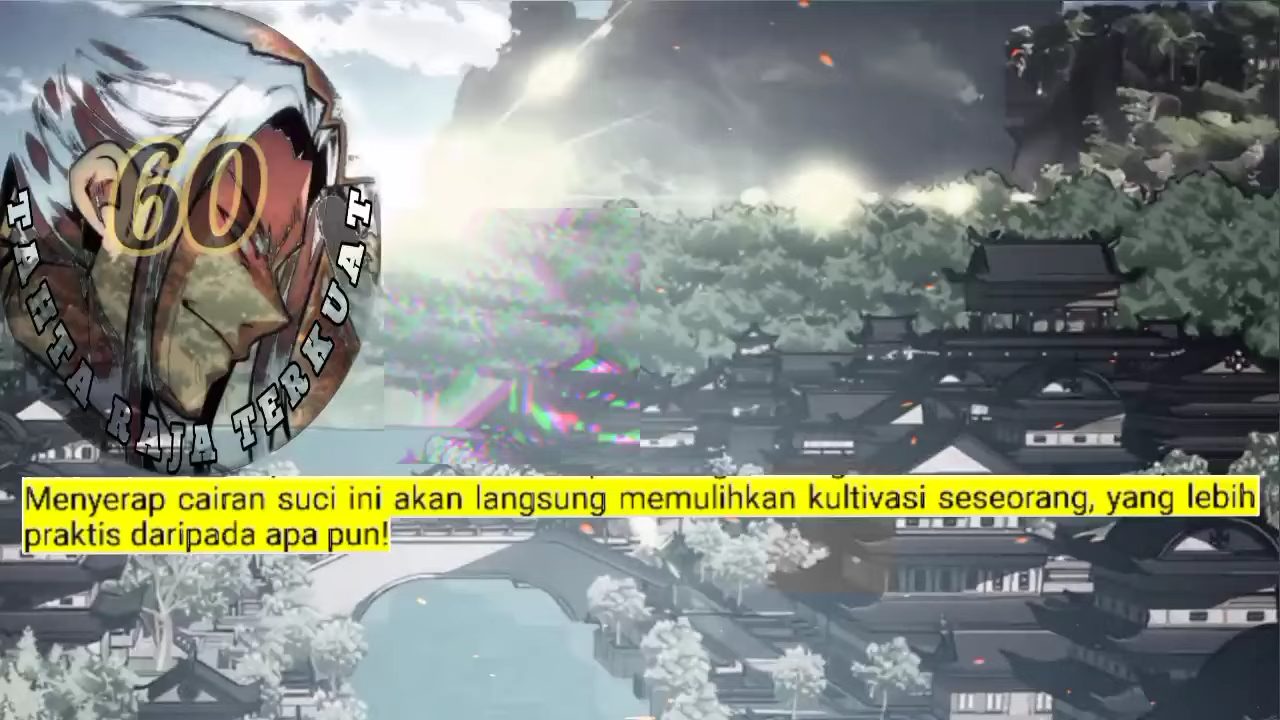 60
TAHTA RAJA TERKUAT
Menyerap cairan suci ini akan langsung memulihkan kultivasi seseorang, yang lebih
praktis daripada apa pun!